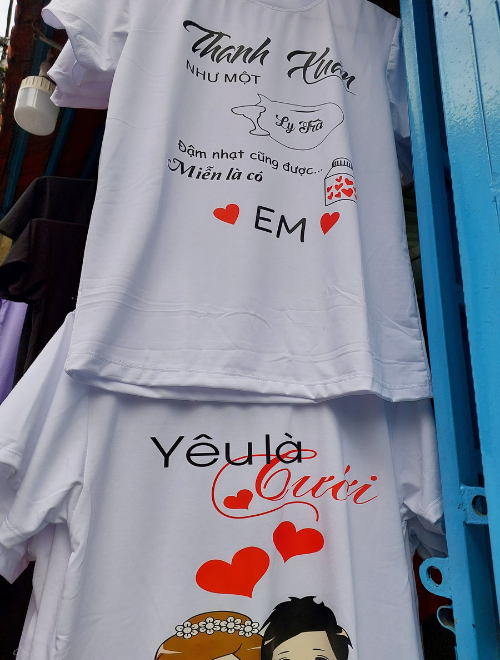 Thanh Xuân
NHƯ MỘT
Ly Trà
Đậm nhạt cũng được...
Miễn là có
EM
Yêu là
Cưới